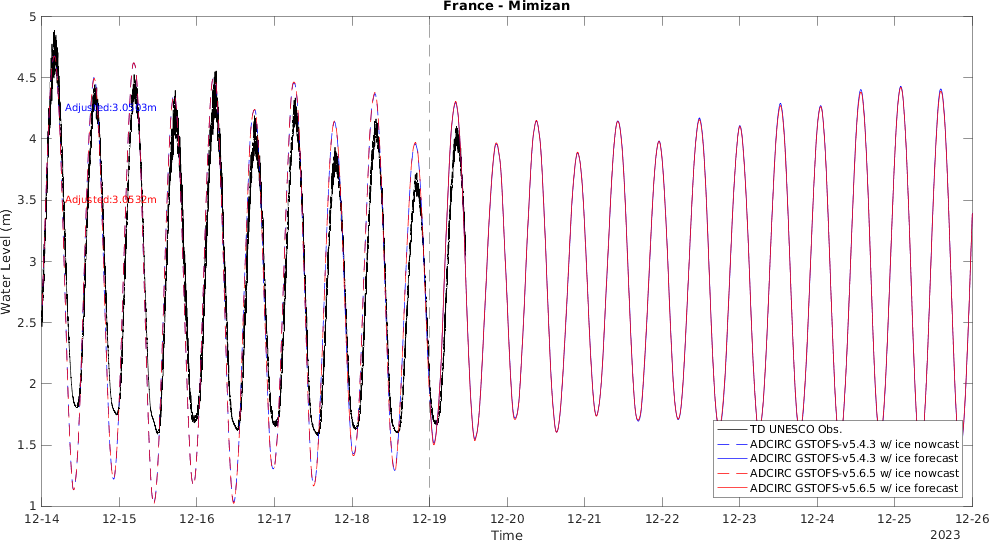 France - Mimizan
Water Level (m)
5
4.5
4
3.5
3
2.5
2
1.5
1
Adjusted:3.0532m
TD UNESCO Obs.
ADCIRC GSTOFS-v5.4.3 w/ ice nowcast
ADCIRC GSTOFS-v5.4.3 w/ ice forecast
ADCIRC GSTOFS-v5.6.5 w/ ice nowcast
ADCIRC GSTOFS-v5.6.5 w/ ice forecast
12-14 12-15 12-16 12-17 12-18 12-19 12-20 12-21 12-22 12-23 12-24 12-25 12-26
Time
2023